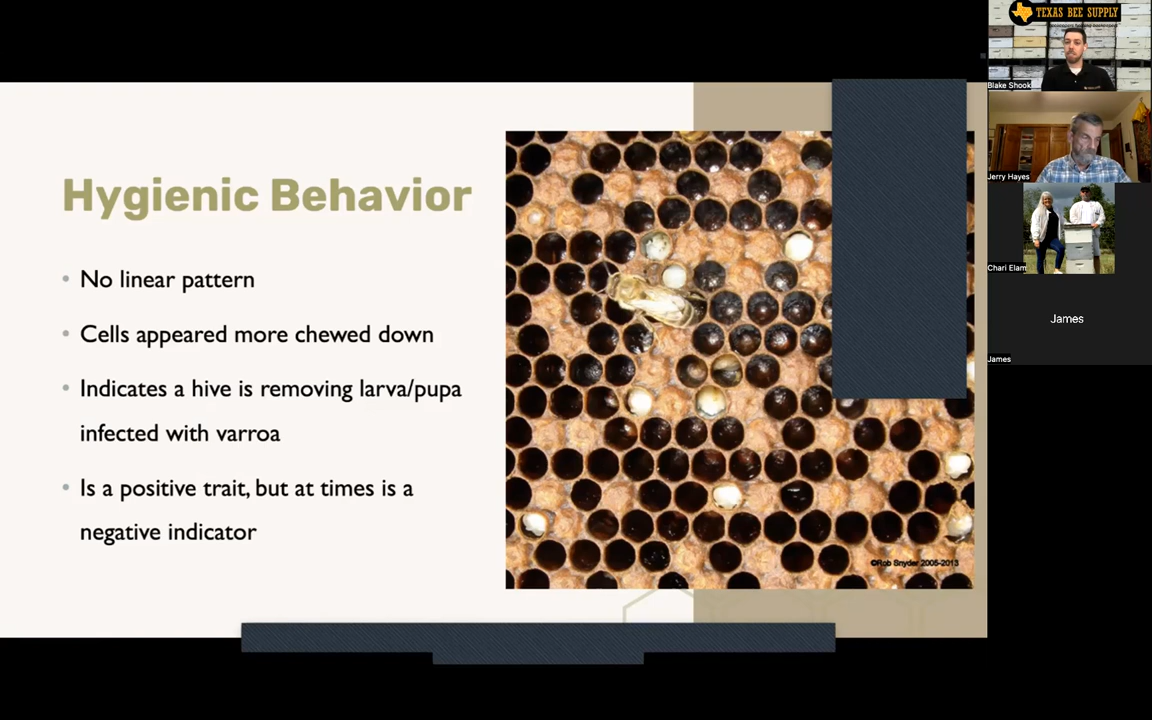 Hygienic Behavior
• No linear pattern
• Cells appeared more chewed down
• Indicates a hive is removing larva/pupa
infected with varroa
• Is a positive trait, but at times is a
negative indicator
©Rob Snyder 2005-2013
TEXAS BEE SUPPLY
Blake Shook
Jerry Hayes
Chari Elam
James
James